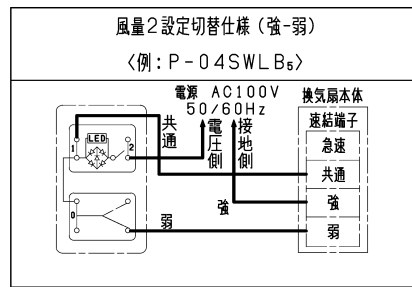 風量2設定切替仕様（強-弱）
〈例：P-04SWLB₅〉
電源 AC100V
50/60Hz
換気扇本体
速結端子
急速
共通
強
弱
共通
電圧側
接地側
強
弱
LED
1
2
0